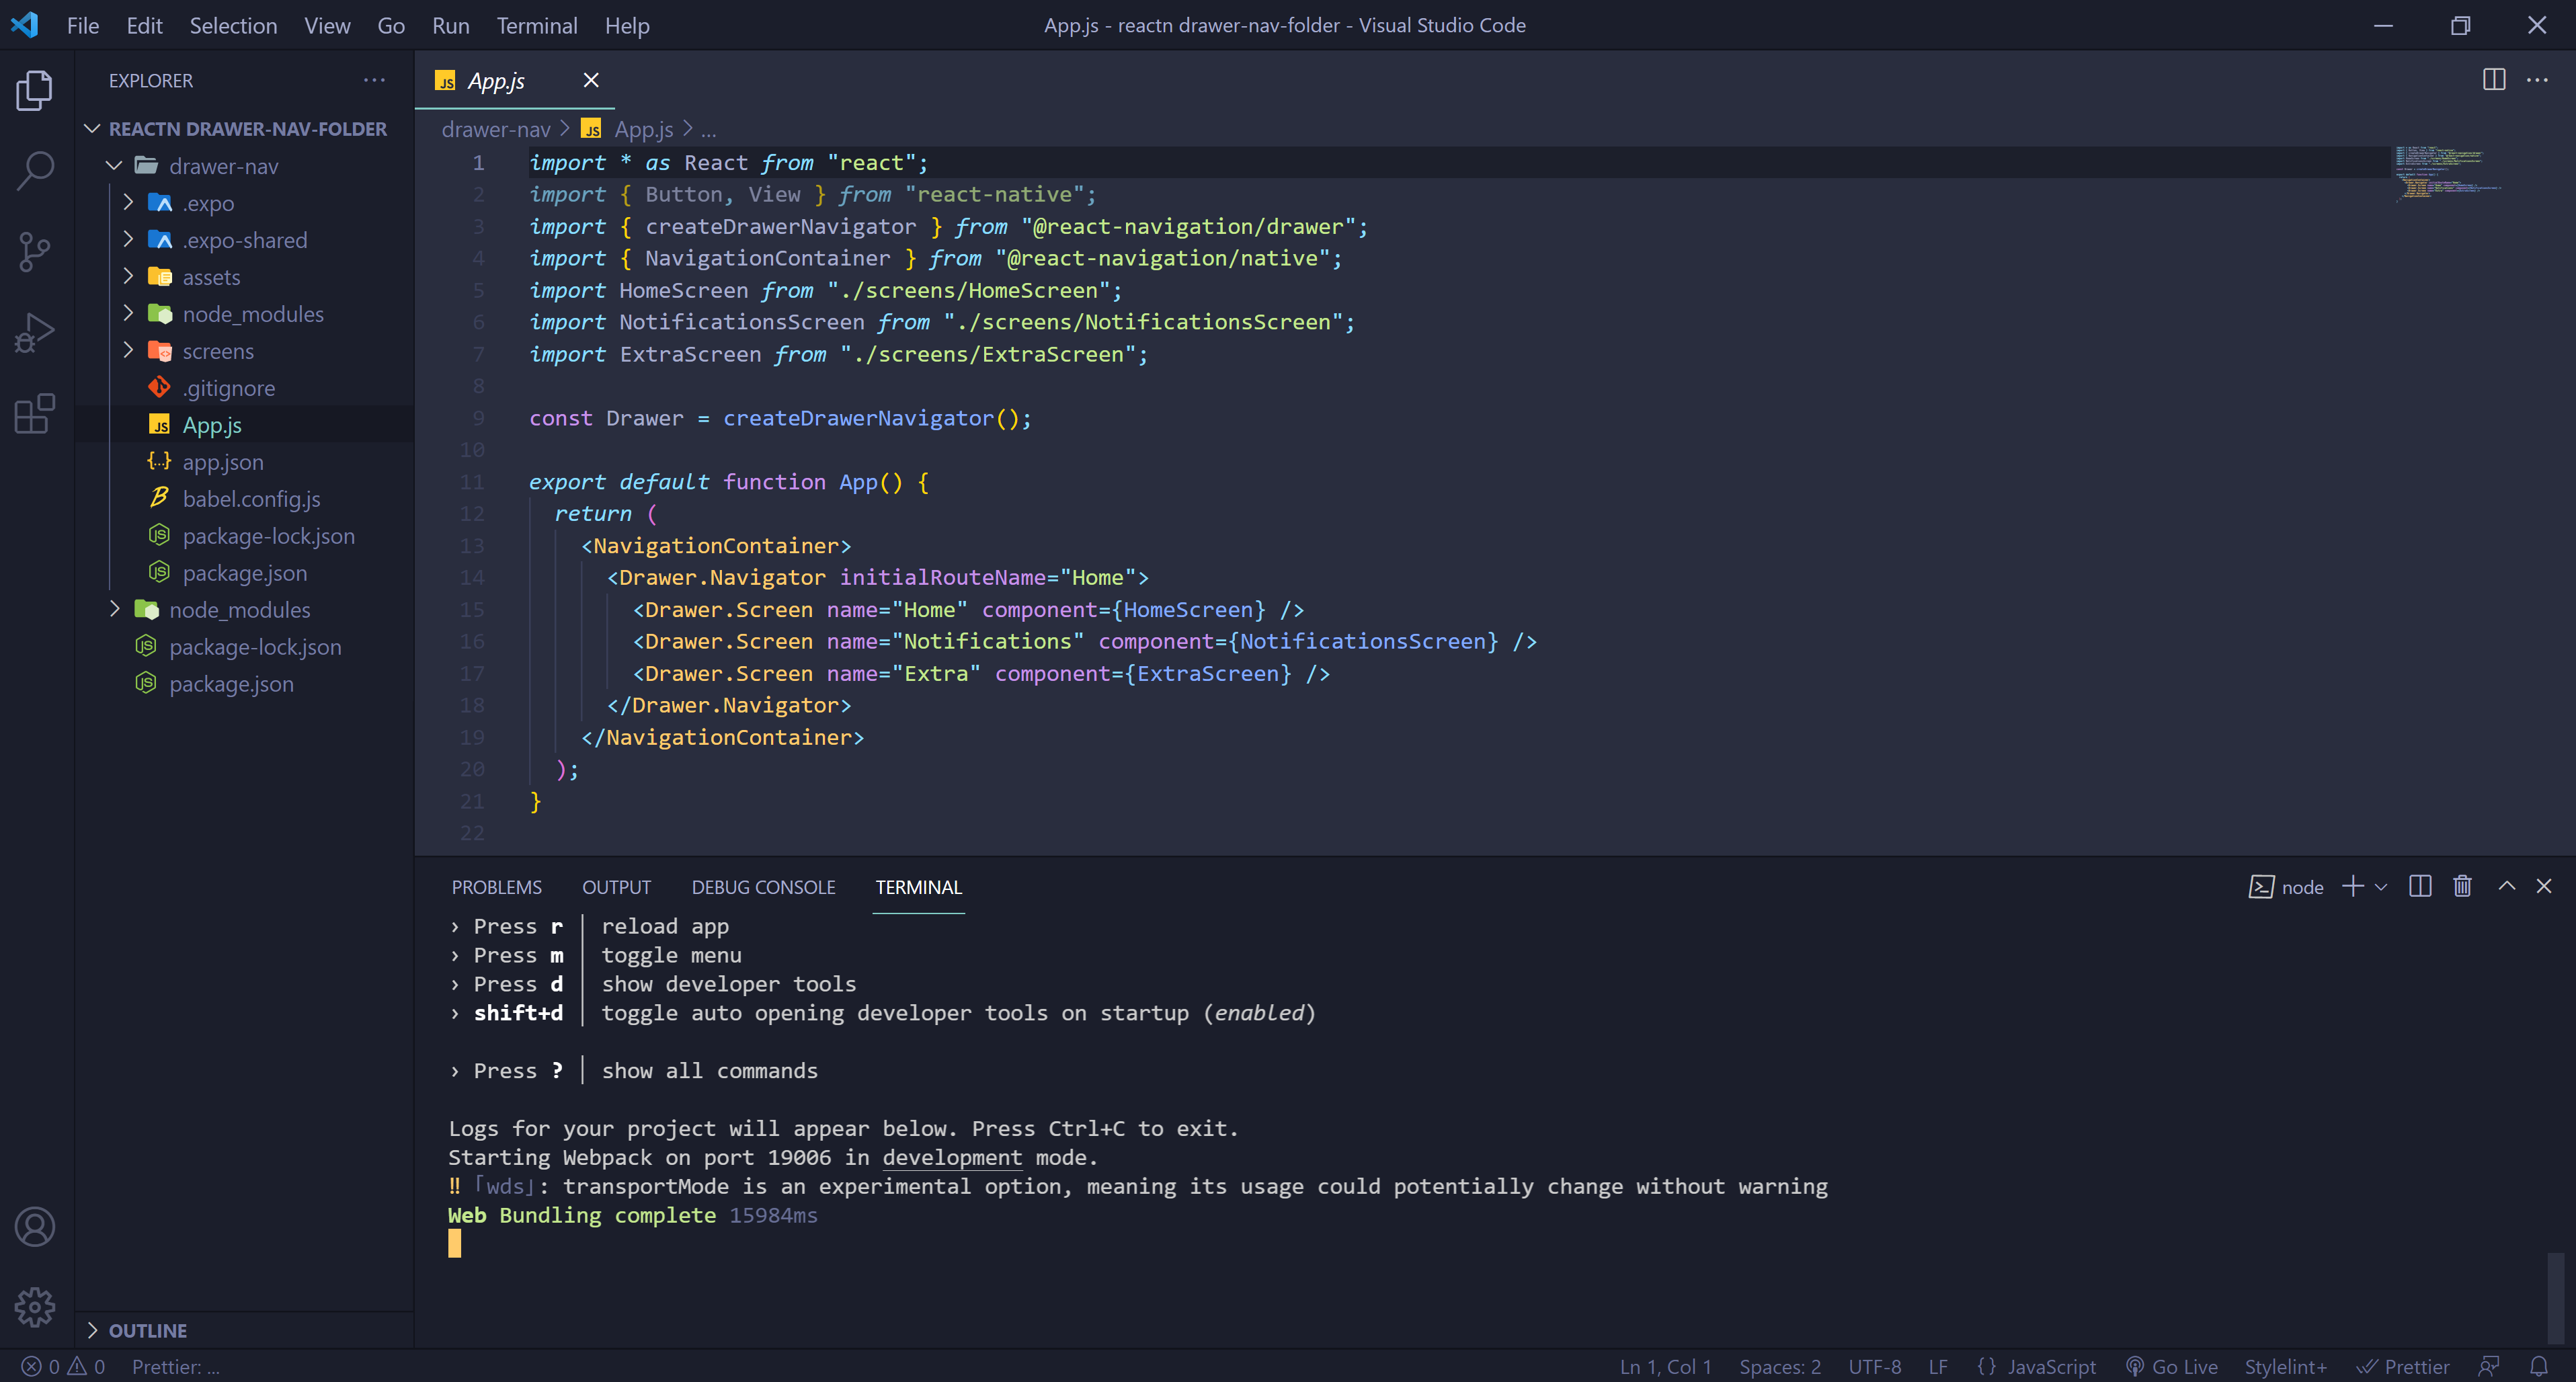 File Edit Selection View Go Run Terminal Help
App.js - reactn drawer-nav-folder - Visual Studio Code
EXPLORER
REACTN DRAWER-NAV-FOLDER
drawer-nav
.expo
.expo-shared
assets
node_modules
screens
.gitignore
App.js
app.json
babel.config.js
package-lock.json
package.json
node_modules
package-lock.json
package.json
OUTLINE
App.js
drawer-nav > App.js > ...
1 import * as React from "react";
2 import { Button, View } from "react-native";
3 import { createDrawerNavigator } from "@react-navigation/drawer";
4 import { NavigationContainer } from "@react-navigation/native";
5 import HomeScreen from "./screens/HomeScreen";
6 import NotificationsScreen from "./screens/NotificationsScreen";
7 import ExtraScreen from "./screens/ExtraScreen";
8
9 const Drawer = createDrawerNavigator();
10
11 export default function App() {
12 return (
13 <NavigationContainer>
14 <Drawer.Navigator initialRouteName="Home">
15 <Drawer.Screen name="Home" component={HomeScreen} />
16 <Drawer.Screen name="Notifications" component={NotificationsScreen} />
17 <Drawer.Screen name="Extra" component={ExtraScreen} />
18 </Drawer.Navigator>
19 </NavigationContainer>
20 );
21 }
22
PROBLEMS OUTPUT DEBUG CONSOLE TERMINAL
node
› Press r │ reload app
› Press m │ toggle menu
› Press d │ show developer tools
› shift+d │ toggle auto opening developer tools on startup (enabled)
› Press ? │ show all commands
Logs for your project will appear below. Press Ctrl+C to exit.
Starting Webpack on port 19006 in development mode.
‼ ｢wds｣: transportMode is an experimental option, meaning its usage could potentially change without warning
Web Bundling complete 15984ms
0 0 Prettier: ...
Ln 1, Col 1 Spaces: 2 UTF-8 LF {} JavaScript Go Live Stylelint+ Prettier